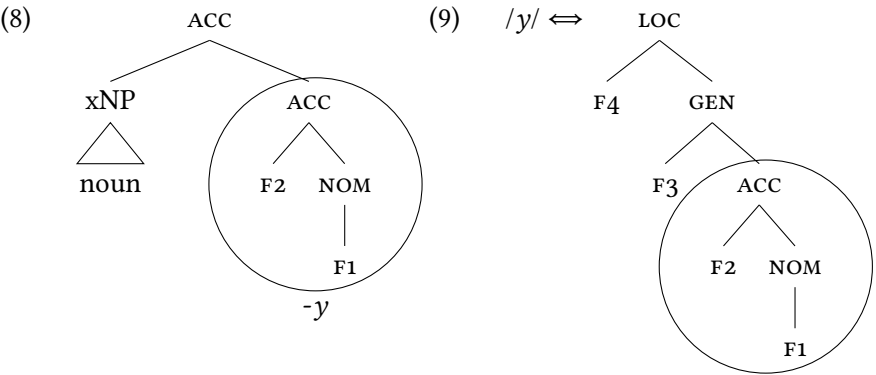 (8) ACC
xNP ACC
noun F2 NOM
F1
-y
(9) /y/ ⇔ LOC
F4 GEN
F3 ACC
F2 NOM
F1